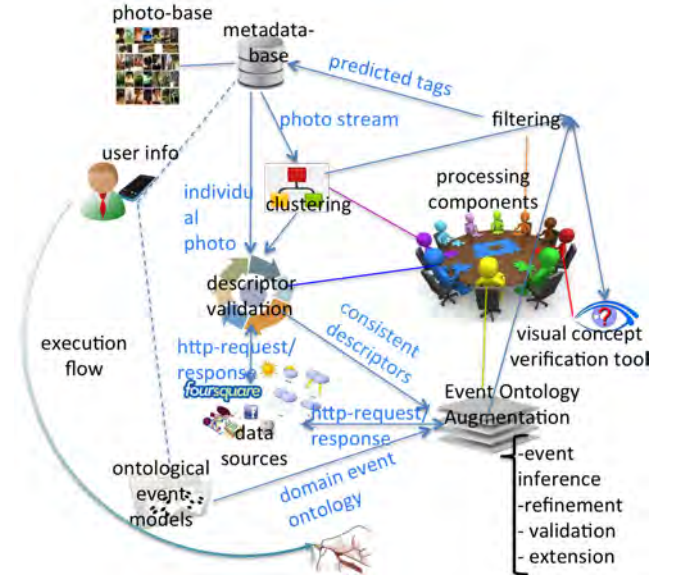 photo-base
metadata-
base
predicted tags
photo stream
filtering
user info
processing
components
clustering
individu
al
photo
descriptor
validation
consistent
descriptors
visual concept
verification tool
execution
flow
http-request/
response
foursquare
Event Ontology
Augmentation
http-request/
response
data
sources
ontological
event
models
domain event
ontology
-event
inference
-refinement
- validation
- extension
?